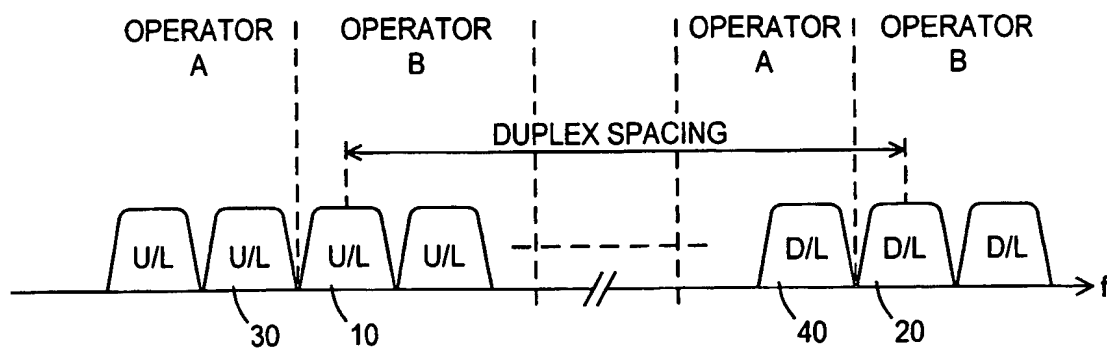 OPERATOR
A
OPERATOR
B
OPERATOR
A
OPERATOR
B
DUPLEX SPACING
U/L
U/L
U/L
U/L
D/L
D/L
D/L
f
30
10
40
20